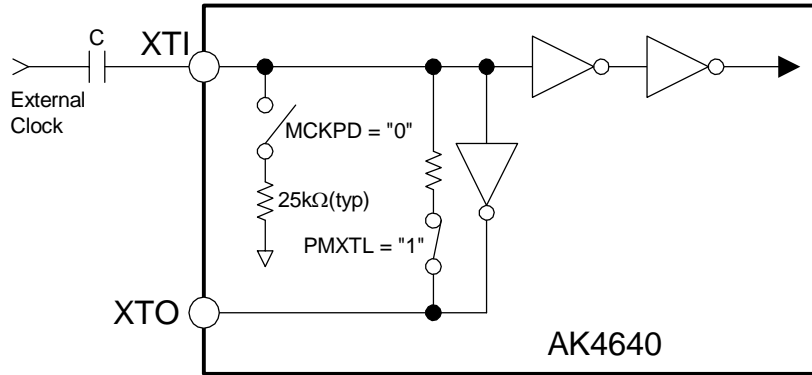 C
XTI
External
Clock
MCKPD = "0"
25kΩ(typ)
PMXTL = "1"
XTO
AK4640